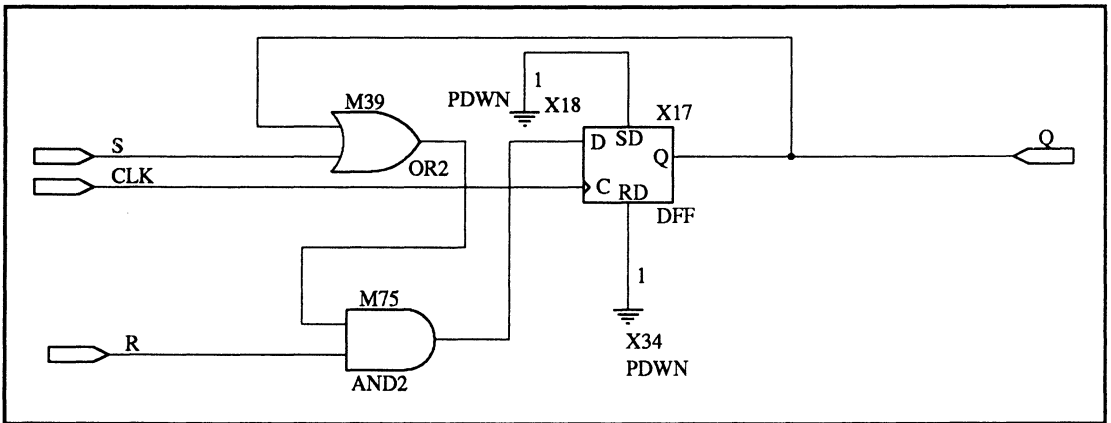 1
M39
PDWN
X18
X17
S
OR2
D
SD
Q
Q
CLK
C
RD
DFF
1
M75
R
X34
AND2
PDWN